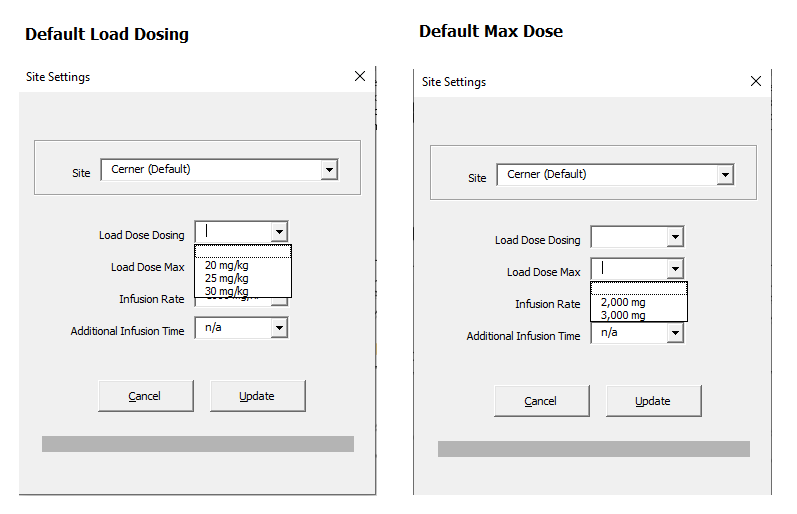 Default Load Dosing
Site Settings
Site
Cerner (Default)
Load Dose Dosing
20 mg/kg
25 mg/kg
30 mg/kg
Load Dose Max
Infusion Rate
Additional Infusion Time
n/a
Cancel
Update
Default Max Dose
Site Settings
Site
Cerner (Default)
Load Dose Dosing
Load Dose Max
2,000 mg
3,000 mg
Infusion Rate
Additional Infusion Time
n/a
Cancel
Update